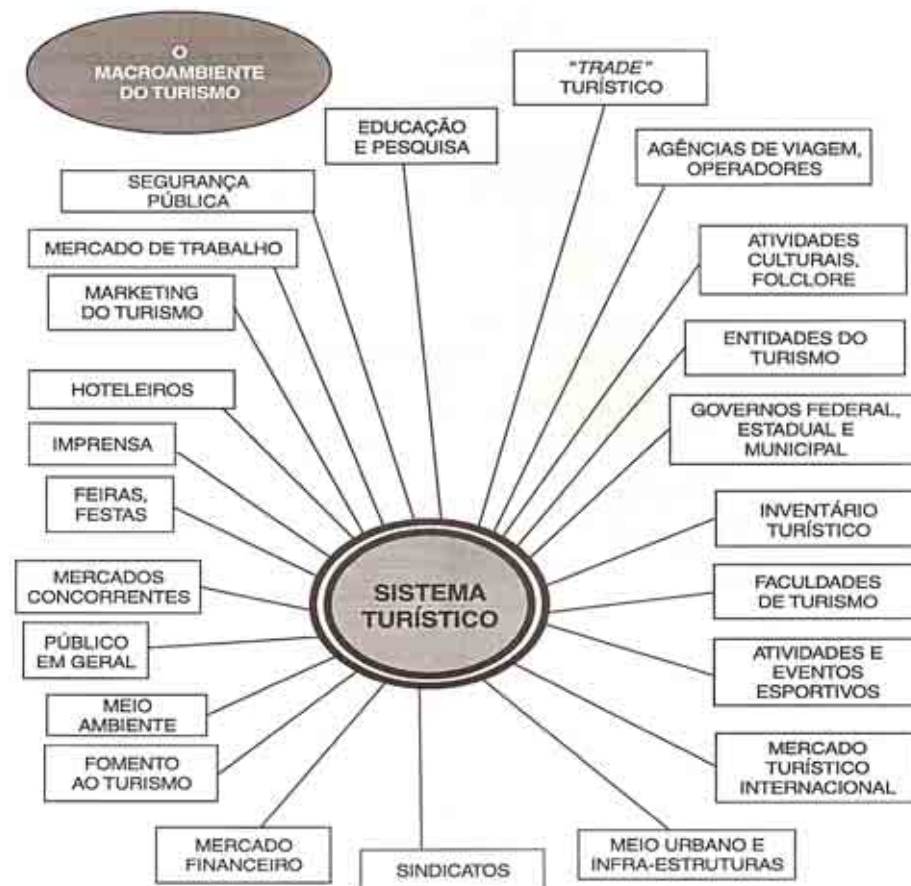 O
MACROAMBIENTE
DO TURISMO
"TRADE"
TURÍSTICO
EDUCAÇÃO
E PESQUISA
AGÊNCIAS DE VIAGEM,
OPERADORES
SEGURANÇA
PÚBLICA
MERCADO DE TRABALHO
ATIVIDADES
CULTURAIS,
FOLCLORE
MARKETING
DO TURISMO
ENTIDADES DO
TURISMO
HOTELEIROS
GOVERNOS FEDERAL,
ESTADUAL E
MUNICIPAL
IMPRENSA
FEIRAS,
FESTAS
INVENTÁRIO
TURÍSTICO
MERCADOS
CONCORRENTES
SISTEMA
TURÍSTICO
FACULDADES
DE TURISMO
PÚBLICO
EM GERAL
ATIVIDADES E
EVENTOS
ESPORTIVOS
MEIO
AMBIENTE
FOMENTO
AO TURISMO
MERCADO
TURÍSTICO
INTERNACIONAL
MERCADO
FINANCEIRO
SINDICATOS
MEIO URBANO E
INFRA-ESTRUTURAS